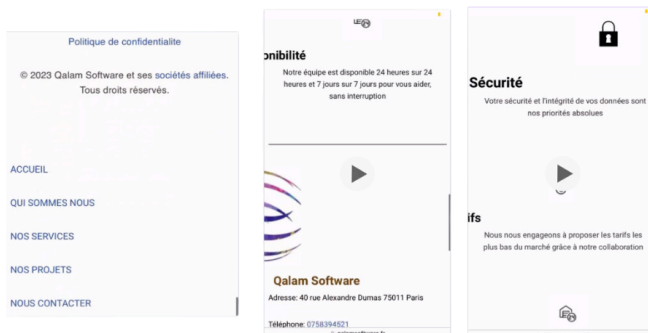 Politique de confidentialite
© 2023 Qalam Software et ses sociétés affiliées.
Tous droits réservés.
ACCUEIL
QUI SOMMES NOUS
NOS SERVICES
NOS PROJETS
NOUS CONTACTER
onibilité
Notre équipe est disponible 24 heures sur 24
heures et 7 jours sur 7 jours pour vous aider,
sans interruption
Qalam Software
Adresse: 40 rue Alexandre Dumas 75011 Paris
Téléphone: 0758394521
Sécurité
Votre sécurité et l'intégrité de vos données sont
nos priorités absolues
ifs
Nous nous engageons à proposer les tarifs les
plus bas du marché grâce à notre collaboration